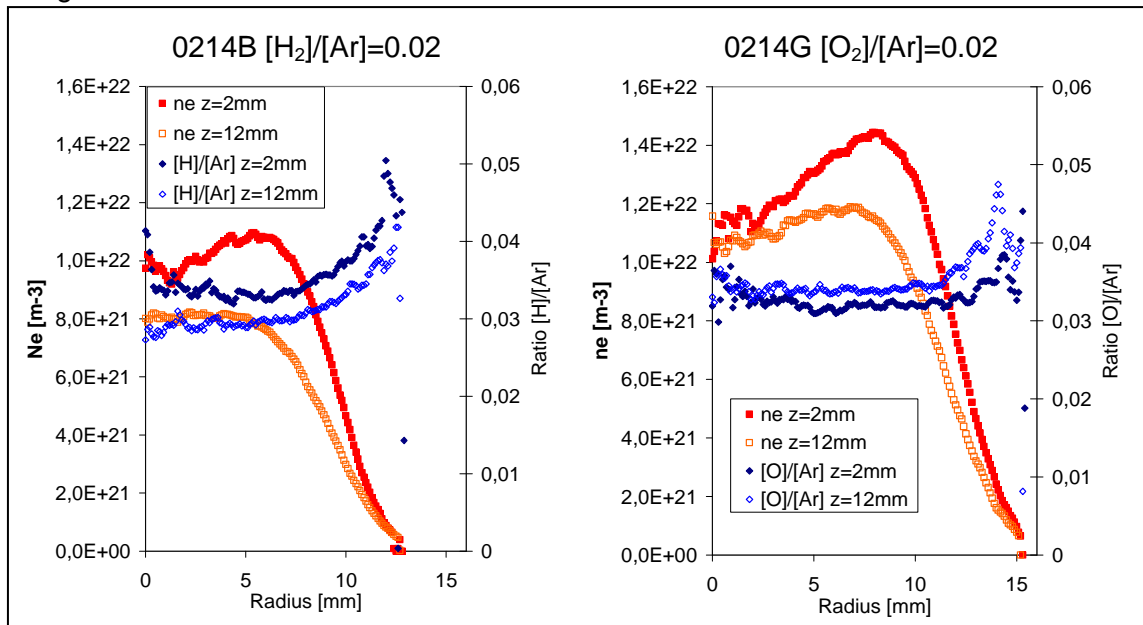 0214B [H₂]/[Ar]=0.02
1,6E+22
1,4E+22
1,2E+22
1,0E+22
8,0E+21
6,0E+21
4,0E+21
2,0E+21
0,0E+00
Ne [m-3]
ne z=2mm
ne z=12mm
[H]/[Ar] z=2mm
[H]/[Ar] z=12mm
0,06
0,05
0,04
0,03
0,02
0,01
0
Ratio [H]/[Ar]
0 5 10 15
Radius [mm]
0214G [O₂]/[Ar]=0.02
1,6E+22
1,4E+22
1,2E+22
1,0E+22
8,0E+21
6,0E+21
4,0E+21
2,0E+21
0,0E+00
ne [m-3]
ne z=2mm
ne z=12mm
[O]/[Ar] z=2mm
[O]/[Ar] z=12mm
0,06
0,05
0,04
0,03
0,02
0,01
0
Ratio [O]/[Ar]
0 5 10 15
Radius [mm]